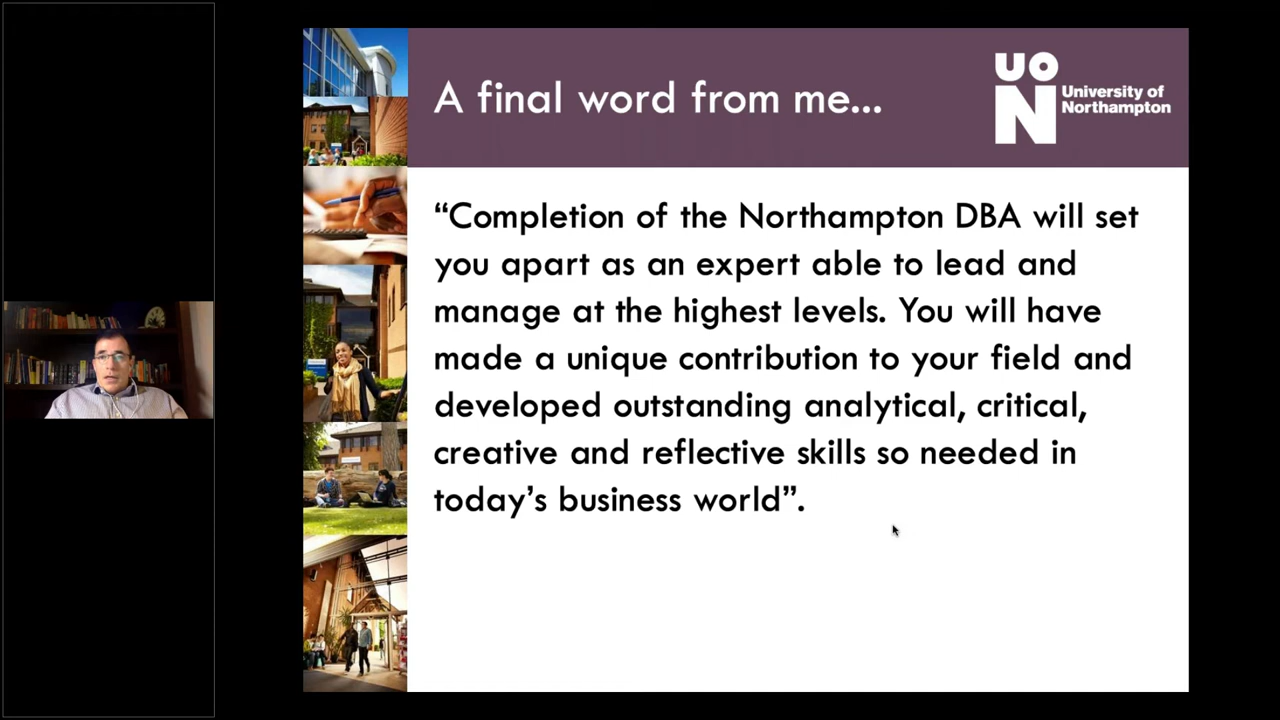 A final word from me...
UON
University of
Northampton
“Completion of the Northampton DBA will set
you apart as an expert able to lead and
manage at the highest levels. You will have
made a unique contribution to your field and
developed outstanding analytical, critical,
creative and reflective skills so needed in
today’s business world”.